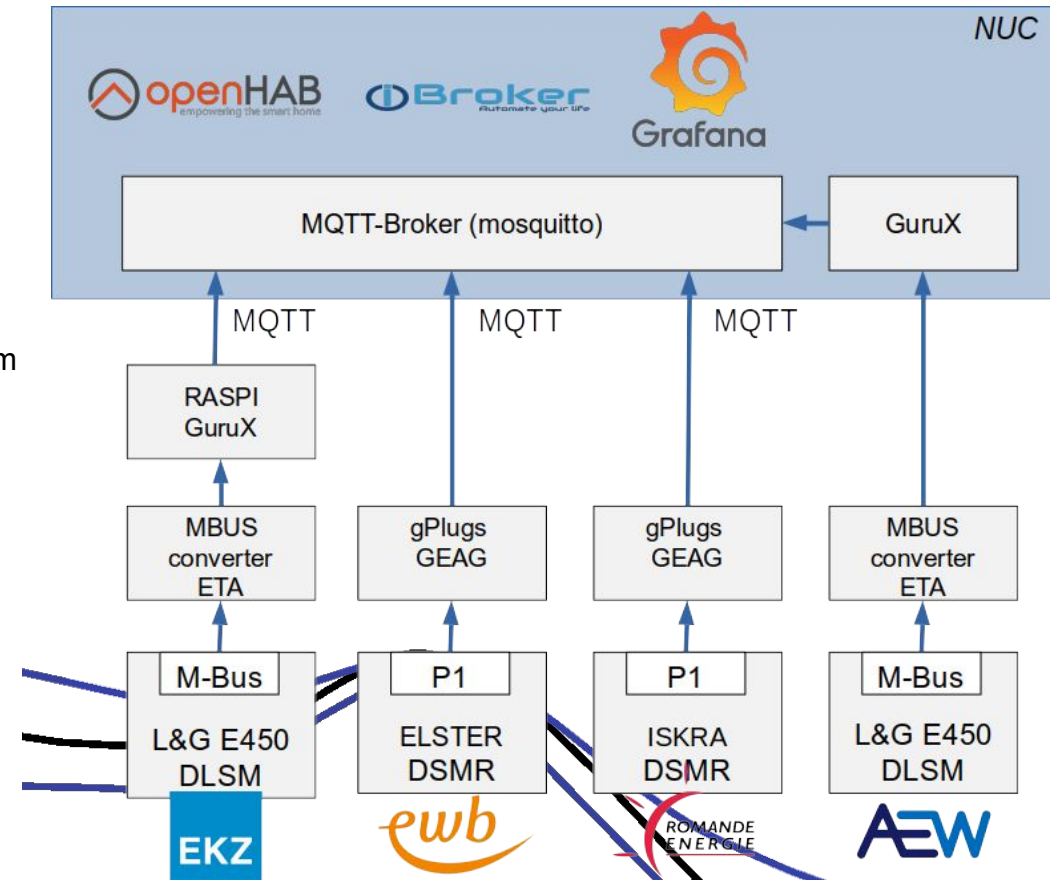 NUC
openHAB
empowering the smart home
iBroker
Automate your life
Grafana
MQTT-Broker (mosquitto)
GuruX
MQTT
MQTT
MQTT
m
RASPI
GuruX
MBUS
converter
ETA
gPlugs
GEAG
gPlugs
GEAG
MBUS
converter
ETA
M-Bus
L&G E450
DLSM
P1
ELSTER
DSMR
P1
ISKRA
DSMR
M-Bus
L&G E450
DLSM
EKZ
ewb
ROMANDE
ENERGIE
AEW